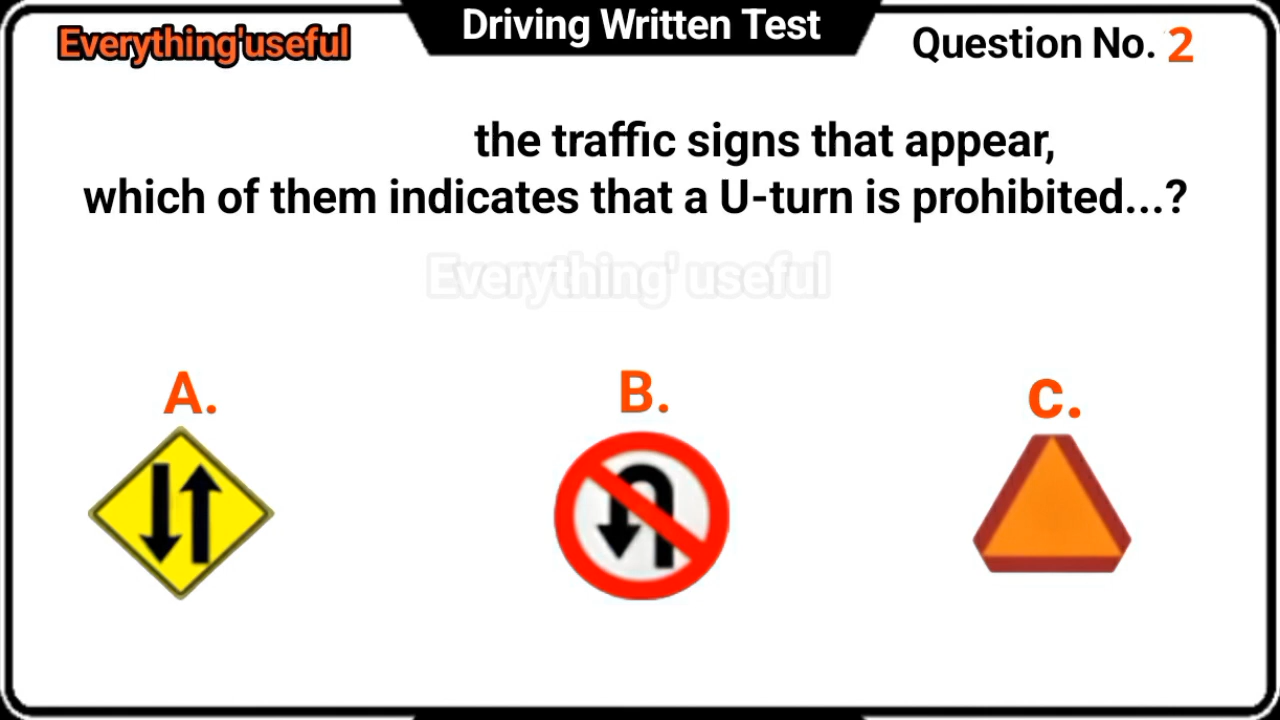 Driving Written Test
Everything'useful
Question No. 2
the traffic signs that appear,
which of them indicates that a U-turn is prohibited...?
Everything' useful
A.
B.
c.